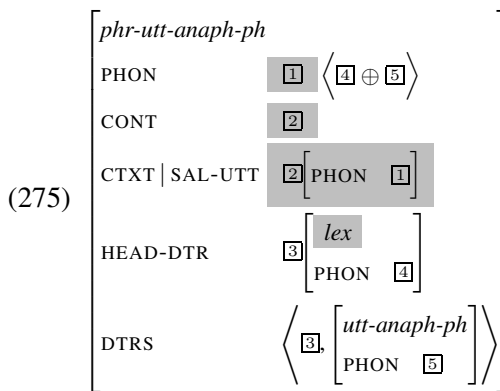 phr-utt-anaph-ph
PHON 1 ⟨4 ⊕ 5⟩
CONT 2
(275) CTXT | SAL-UTT 2[PHON 1]
HEAD-DTR 3[lex
PHON 4]
DTRS ⟨3, [utt-anaph-ph
PHON 5]⟩